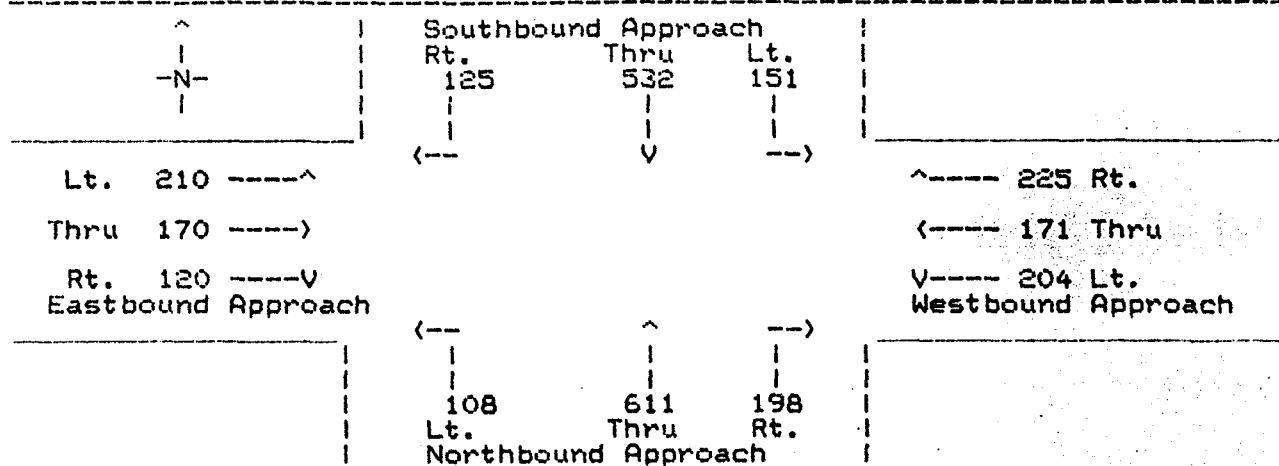 Southbound Approach
Rt. Thru Lt.
-N- 125 532 151
Lt. 210 ----^ ^---- 225 Rt.
Thru 170 ----> <---- 171 Thru
Rt. 120 ----V V---- 204 Lt.
Eastbound Approach Westbound Approach
108 611 198
Lt. Thru Rt.
Northbound Approach